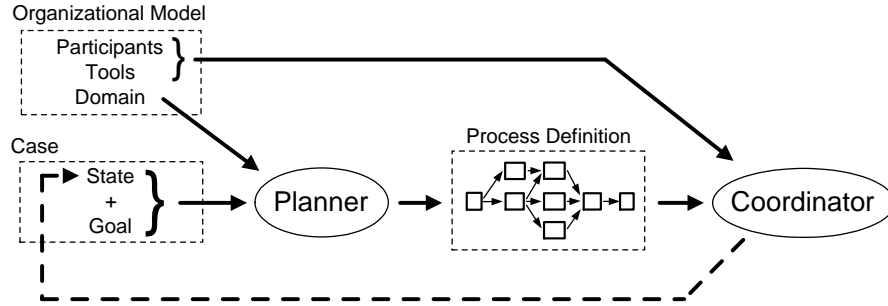 Organizational Model
Participants
Tools
Domain
Case
State
+
Goal
Planner
Process Definition
Coordinator